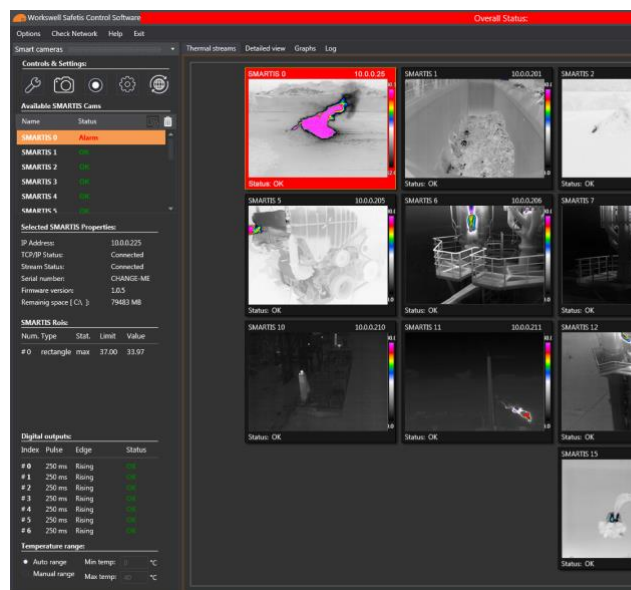 Workswell Safetis Control Software
Overall Status:
Options Check Network Help Exit
Smart cameras
Thermal streams Detailed view Graphs Log
Controls & Settings:
Available SMARTIS Cams
Name Status
SMARTIS 0 Alarm
SMARTIS 1 OK
SMARTIS 2 OK
SMARTIS 3 OK
SMARTIS 4 OK
SMARTIS 5
Selected SMARTIS Properties:
IP Address: 10.0.0.225
TCP/IP Status: Connected
Stream Status: Connected
Serial number: CHANGE-ME
Firmware version: 1.0.5
Remainig space [ C:\ ]: 79483 MB
SMARTIS Rois:
Num. Type Stat. Limit Value
# 0 rectangle max 37.00 33.97
Digital outputs:
Index Pulse Edge Status
# 0 250 ms Rising OK
# 1 250 ms Rising OK
# 2 250 ms Rising OK
# 3 250 ms Rising OK
# 4 250 ms Rising OK
# 5 250 ms Rising OK
# 6 250 ms Rising OK
Temperature range:
Auto range Min temp: °C
Manual range Max temp: °C
SMARTIS 0 10.0.0.25
Status: OK
SMARTIS 1 10.0.0.201
Status: OK
SMARTIS 2
Status: OK
SMARTIS 5 10.0.0.205
Status: OK
SMARTIS 6 10.0.0.206
Status: OK
SMARTIS 7
Status: OK
SMARTIS 10 10.0.0.210
Status: OK
SMARTIS 11 10.0.0.211
Status: OK
SMARTIS 12
Status: OK
SMARTIS 15
Status: OK